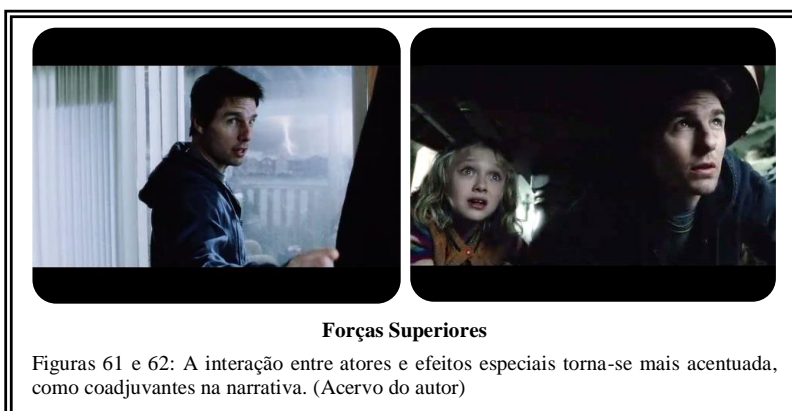 Forças Superiores
Figuras 61 e 62: A interação entre atores e efeitos especiais torna-se mais acentuada,
como coadjuvantes na narrativa. (Acervo do autor)